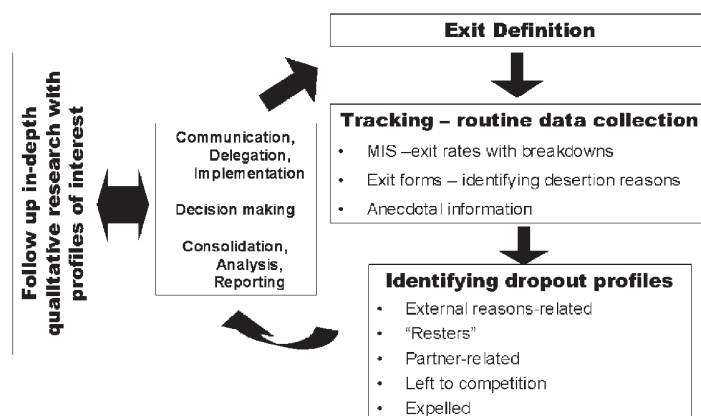 Exit Definition
Tracking – routine data collection
• MIS –exit rates with breakdowns
• Exit forms – identifying desertion reasons
• Anecdotal information
Identifying dropout profiles
• External reasons-related
• “Resters”
• Partner-related
• Left to competition
• Expelled
Communication,
Delegation,
Implementation
Decision making
Consolidation,
Analysis,
Reporting
Follow up in-depth
qualitative research with
profiles of interest